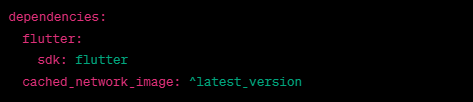 dependencies:
  flutter:
    sdk: flutter
  cached_network_image: ^latest_version